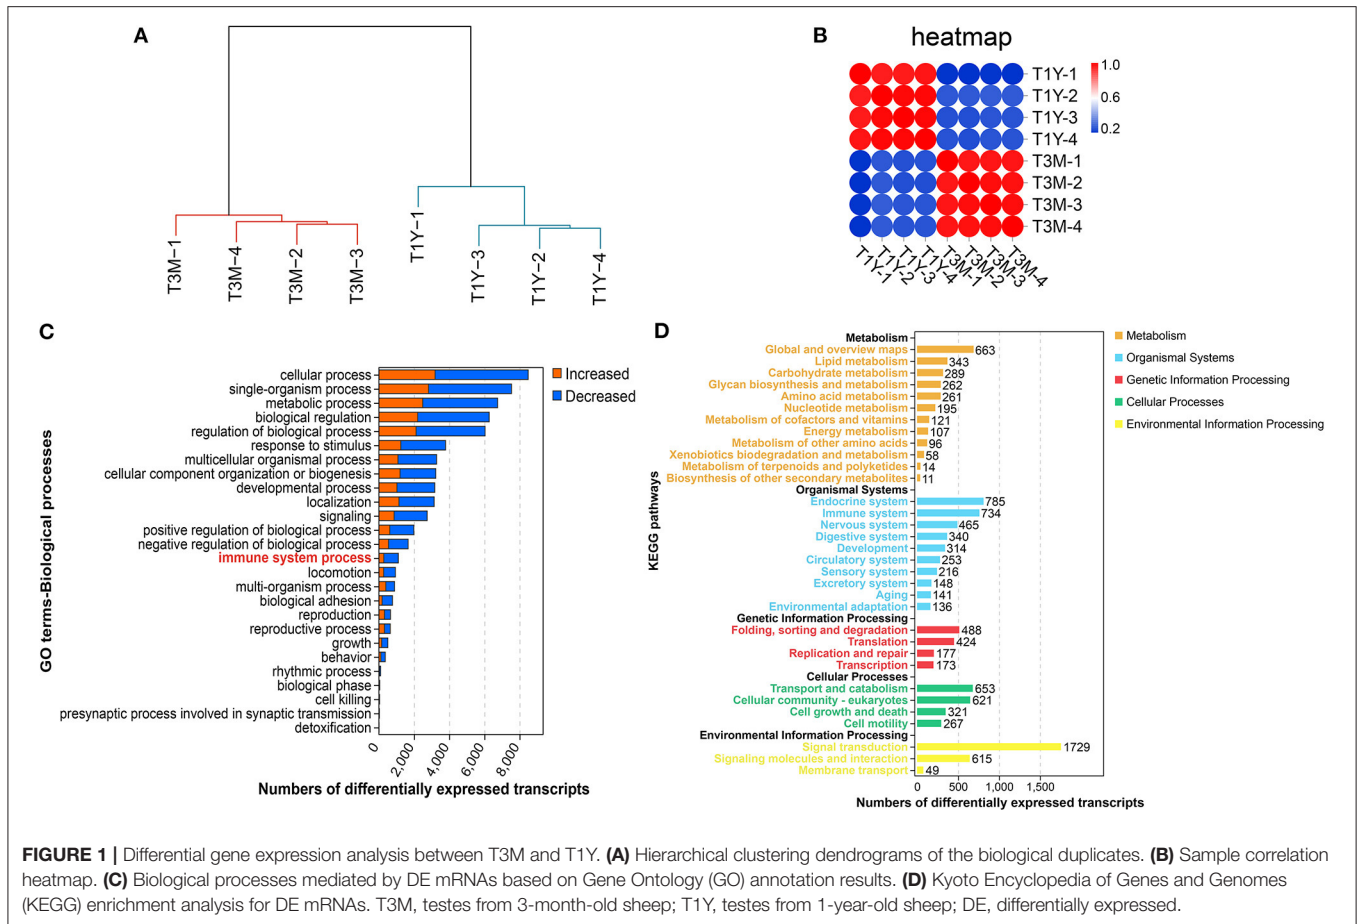 A
T3M−1
T3M−4
T3M−2
T3M−3
T1Y−1
T1Y−3
T1Y−2
T1Y−4
B
heatmap
T1Y-1
T1Y-2
T1Y-3
T1Y-4
T3M-1
T3M-2
T3M-3
T3M-4
1.0
0.6
0.2
T1Y-1
T1Y-2
T1Y-3
T1Y-4
T3M-1
T3M-2
T3M-3
T3M-4
C
GO terms-Biological processes
cellular process
single-organism process
metabolic process
biological regulation
regulation of biological process
response to stimulus
multicellular organismal process
cellular component organization or biogenesis
developmental process
localization
signaling
positive regulation of biological process
negative regulation of biological process
immune system process
locomotion
multi-organism process
biological adhesion
reproduction
reproductive process
growth
behavior
rhythmic process
biological phase
cell killing
presynaptic process involved in synaptic transmission
detoxification
Increased
Decreased
0
2,000
4,000
6,000
8,000
Numbers of differentially expressed transcripts
D
KEGG pathways
Metabolism
Global and overview maps 663
Lipid metabolism 343
Carbohydrate metabolism 289
Glycan biosynthesis and metabolism 262
Amino acid metabolism 261
Nucleotide metabolism 195
Metabolism of cofactors and vitamins 121
Energy metabolism 107
Metabolism of other amino acids 96
Xenobiotics biodegradation and metabolism 58
Metabolism of terpenoids and polyketides 14
Biosynthesis of other secondary metabolites 11
Organismal Systems
Endocrine system 785
Immune system 734
Nervous system 465
Digestive system 340
Development 314
Circulatory system 253
Sensory system 216
Excretory system 148
Aging 141
Environmental adaptation 136
Genetic Information Processing
Folding, sorting and degradation 488
Translation 424
Replication and repair 177
Transcription 173
Cellular Processes
Transport and catabolism 653
Cellular community - eukaryotes 621
Cell growth and death 321
Cell motility 267
Environmental Information Processing
Signal transduction 1729
Signaling molecules and interaction 615
Membrane transport 49
0 500 1,000 1,500
Numbers of differentially expressed transcripts
Metabolism
Organismal Systems
Genetic Information Processing
Cellular Processes
Environmental Information Processing
FIGURE 1 | Differential gene expression analysis between T3M and T1Y. (A) Hierarchical clustering dendrograms of the biological duplicates. (B) Sample correlation
heatmap. (C) Biological processes mediated by DE mRNAs based on Gene Ontology (GO) annotation results. (D) Kyoto Encyclopedia of Genes and Genomes
(KEGG) enrichment analysis for DE mRNAs. T3M, testes from 3-month-old sheep; T1Y, testes from 1-year-old sheep; DE, differentially expressed.